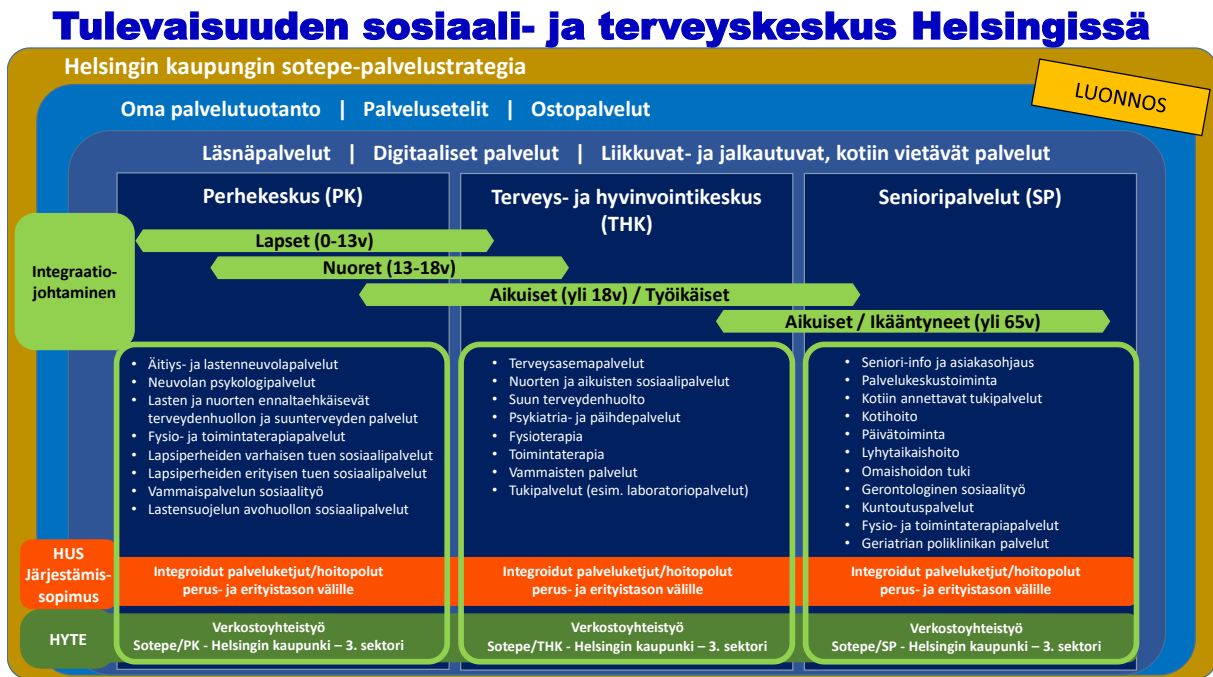 Tulevaisuuden sosiaali- ja terveyskeskus Helsingissä
Helsingin kaupungin sotepe-palvelustrategia
LUONNOS
Oma palvelutuotanto | Palvelusetelit | Ostopalvelut
Läsnäpalvelut | Digitaaliset palvelut | Liikkuvat- ja jalkautuvat, kotiin vietävät palvelut
Perhekeskus (PK)
Terveys- ja hyvinvointikeskus
(THK)
Senioripalvelut (SP)
Integraatio-
johtaminen
Lapset (0-13v)
Nuoret (13-18v)
Aikuiset (yli 18v) / Työikäiset
Aikuiset / Ikääntyneet (yli 65v)
• Äitiys- ja lastenneuvolapalvelut
• Neuvolan psykologipalvelut
• Lasten ja nuorten ennaltaehkäisevät
terveydenhuollon ja suunterveyden palvelut
• Fysio- ja toimintaterapiapalvelut
• Lapsiperheiden varhaisen tuen sosiaalipalvelut
• Lapsiperheiden erityisen tuen sosiaalipalvelut
• Vammaispalvelun sosiaalityö
• Lastensuojelun avohuollon sosiaalipalvelut
• Terveysasemapalvelut
• Nuorten ja aikuisten sosiaalipalvelut
• Suun terveydenhuolto
• Psykiatria- ja päihdepalvelut
• Fysioterapia
• Toimintaterapia
• Vammaisten palvelut
• Tukipalvelut (esim. laboratoriopalvelut)
• Seniori-info ja asiakasohjaus
• Palvelukeskustoiminta
• Kotiin annettavat tukipalvelut
• Kotihoito
• Päivätoiminta
• Lyhytaikaishoito
• Omaishoidon tuki
• Gerontologinen sosiaalityö
• Kuntoutuspalvelut
• Fysio- ja toimintaterapiapalvelut
• Geriatrian poliklinikan palvelut
HUS
Järjestämis-
sopimus
Integroidut palveluketjut/hoitopolut
perus- ja erityistason välille
Integroidut palveluketjut/hoitopolut
perus- ja erityistason välille
Integroidut palveluketjut/hoitopolut
perus- ja erityistason välille
HYTE
Verkostoyhteistyö
Sotepe/PK - Helsingin kaupunki – 3. sektori
Verkostoyhteistyö
Sotepe/THK - Helsingin kaupunki – 3. sektori
Verkostoyhteistyö
Sotepe/SP - Helsingin kaupunki – 3. sektori